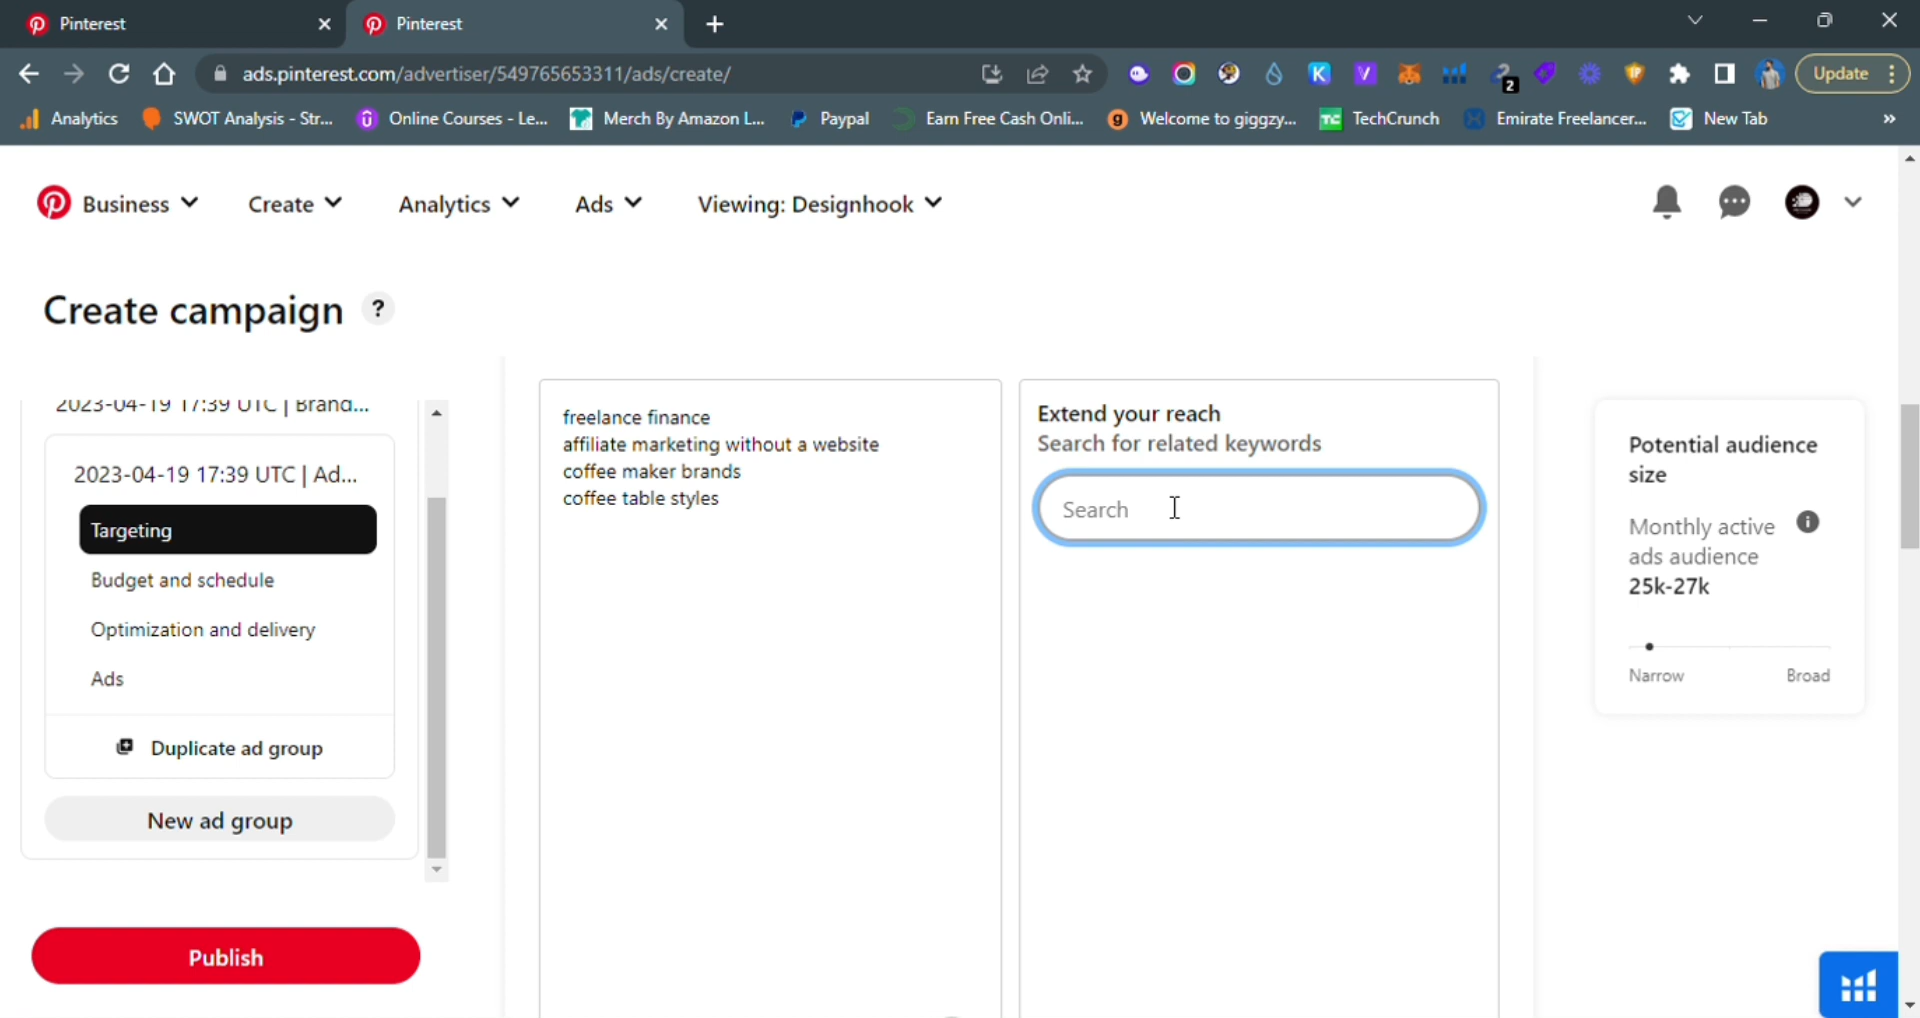 Pinterest
Pinterest
ads.pinterest.com/advertiser/549765653311/ads/create/
2
Update
Analytics
SWOT Analysis - Str...
Online Courses - Le...
Merch By Amazon L...
Paypal
Earn Free Cash Onli...
Welcome to giggzy...
TechCrunch
Emirate Freelancer...
New Tab
»
Business
Create
Analytics
Ads
Viewing: Designhook
Create campaign ?
2023-04-19 17:39 UTC | Brand...
2023-04-19 17:39 UTC | Ad...
Targeting
Budget and schedule
Optimization and delivery
Ads
Duplicate ad group
New ad group
Publish
freelance finance
affiliate marketing without a website
coffee maker brands
coffee table styles
Extend your reach
Search for related keywords
Search
Potential audience
size
Monthly active
ads audience
25k-27k
Narrow
Broad